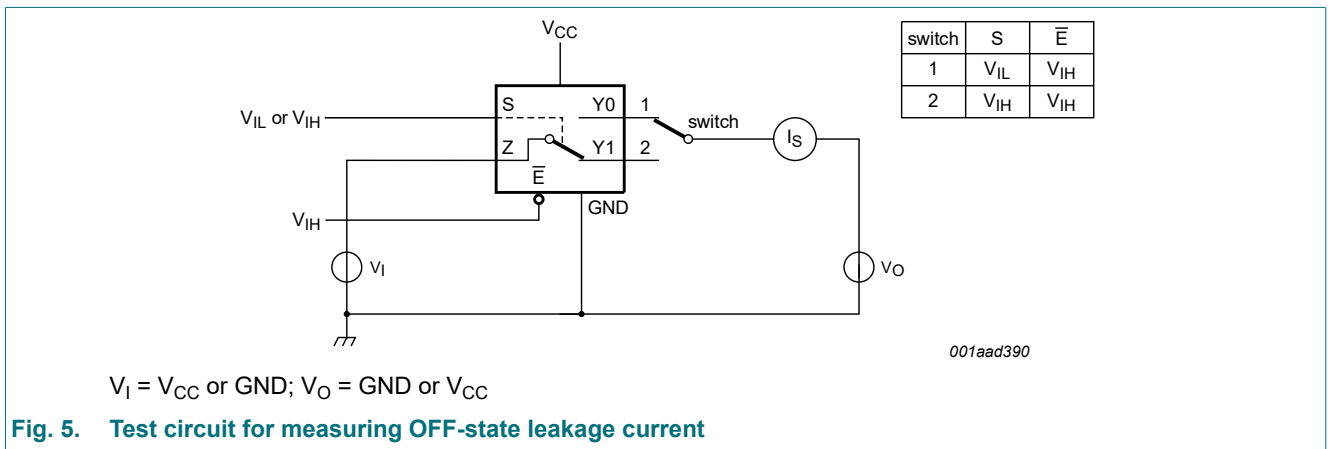 VCC
switch S E̅
1 VIL VIH
2 VIH VIH
S Y0 1
VIL or VIH
switch
IS
Z Y1 2
E̅
GND
VIH
VI
VO
001aad390
VI = VCC or GND; VO = GND or VCC
Fig. 5. Test circuit for measuring OFF-state leakage current